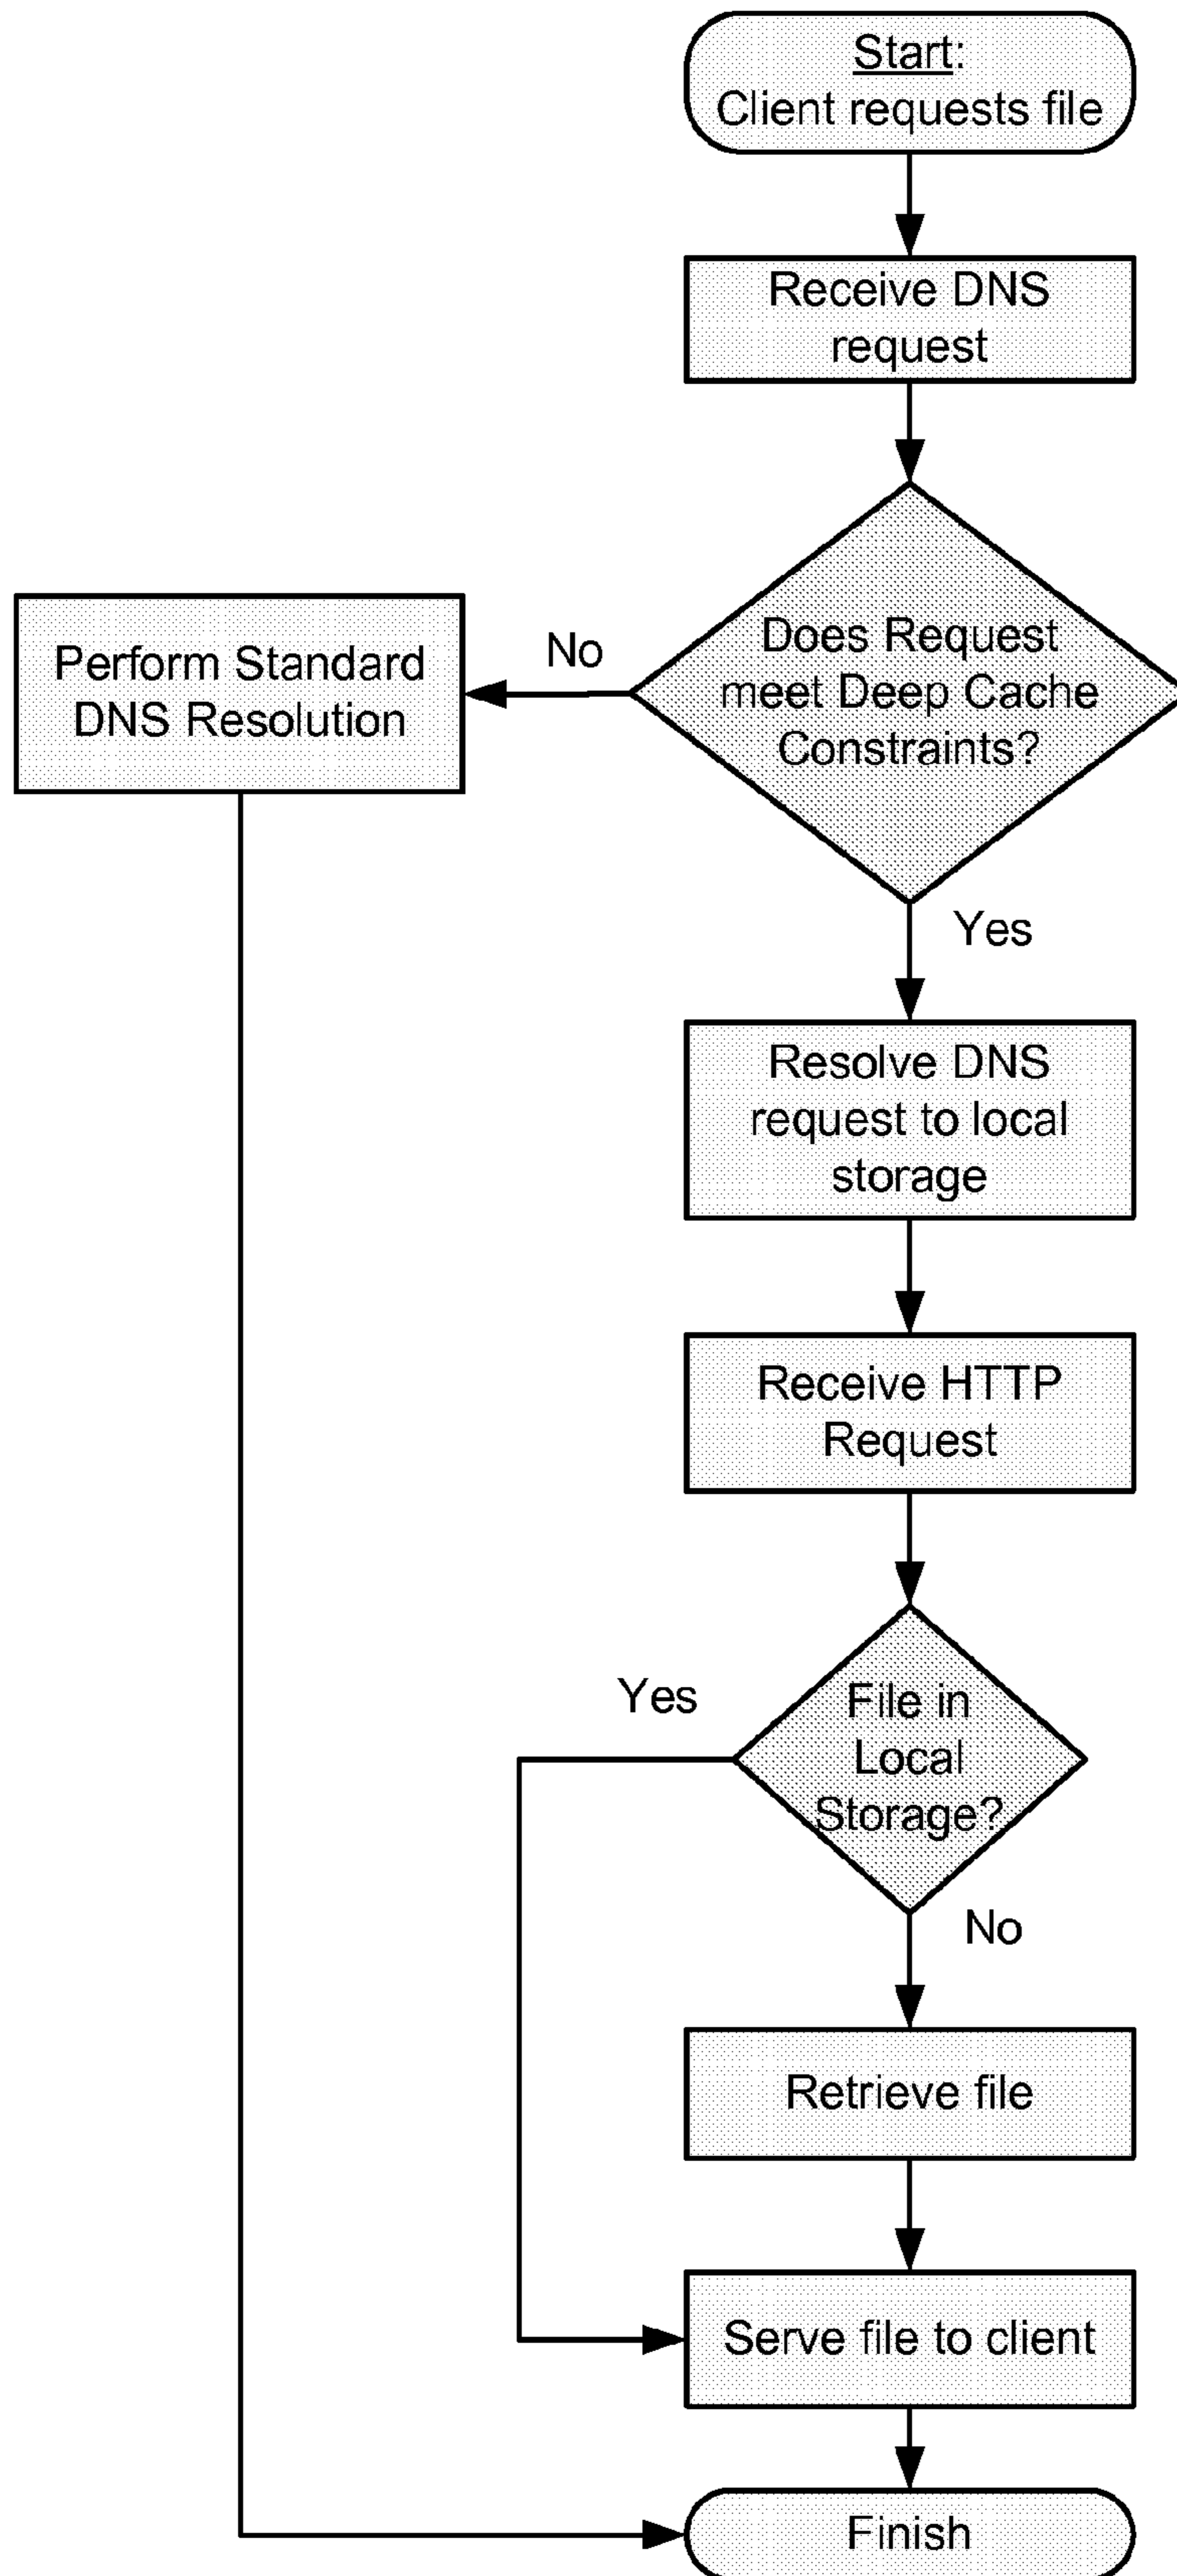 Start:
Client requests file
Receive DNS
request
Does Request
meet Deep Cache
Constraints?
No
Perform Standard
DNS Resolution
Yes
Resolve DNS
request to local
storage
Receive HTTP
Request
File in
Local
Storage?
Yes
No
Retrieve file
Serve file to client
Finish